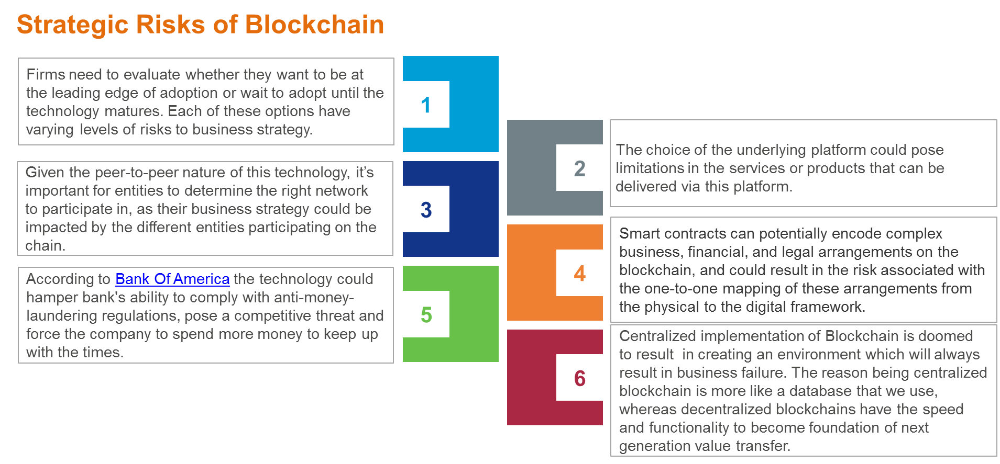 Strategic Risks of Blockchain
Firms need to evaluate whether they want to be at
the leading edge of adoption or wait to adopt until the
technology matures. Each of these options have
varying levels of risks to business strategy.
1
2
The choice of the underlying platform could pose
limitations in the services or products that can be
delivered via this platform.
Given the peer-to-peer nature of this technology, it’s
important for entities to determine the right network
to participate in, as their business strategy could be
impacted by the different entities participating on the
chain.
3
4
Smart contracts can potentially encode complex
business, financial, and legal arrangements on the
blockchain, and could result in the risk associated with
the one-to-one mapping of these arrangements from
the physical to the digital framework.
According to Bank Of America the technology could
hamper bank's ability to comply with anti-money-
laundering regulations, pose a competitive threat and
force the company to spend more money to keep up
with the times.
5
6
Centralized implementation of Blockchain is doomed
to result  in creating an environment which will always
result in business failure. The reason being centralized
blockchain is more like a database that we use,
whereas decentralized blockchains have the speed
and functionality to become foundation of next
generation value transfer.